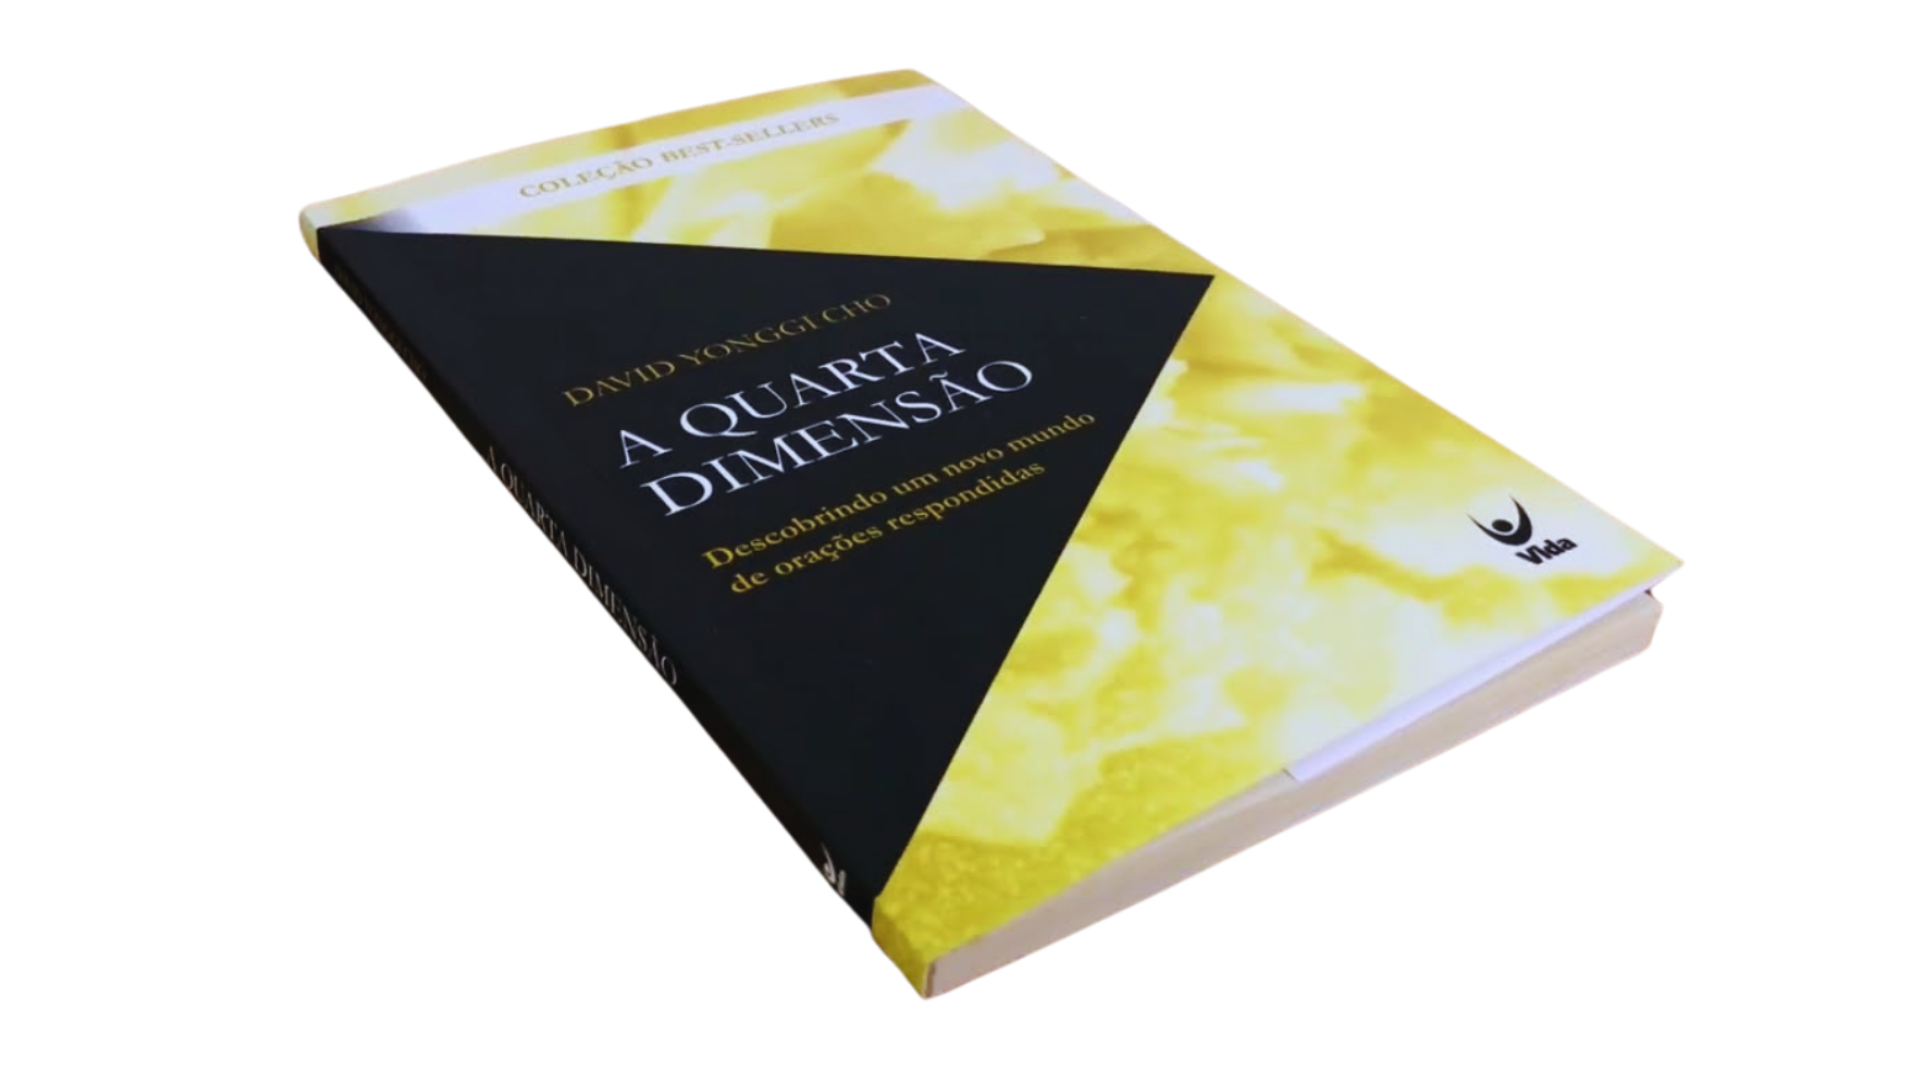 COLEÇÃO BEST-SELLERS
DAVID YONGGI CHO
A QUARTA
DIMENSÃO
Descobrindo um novo mundo
de orações respondidas
Vida
A QUARTA DIMENSÃO